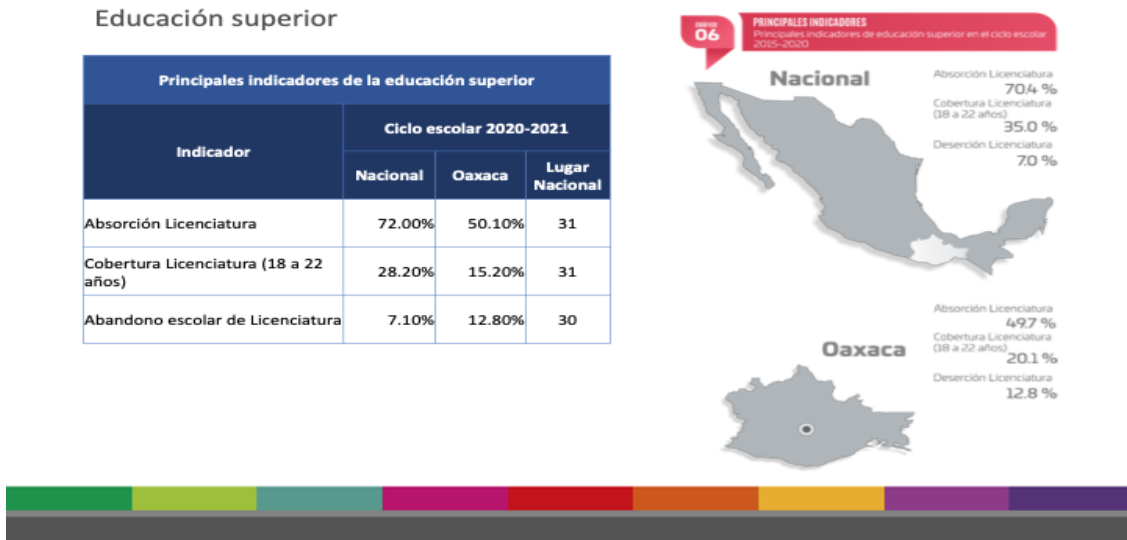 Educación superior
Principales indicadores de la educación superior
Indicador
Ciclo escolar 2020-2021
Nacional Oaxaca Lugar Nacional
Absorción Licenciatura 72.00% 50.10% 31
Cobertura Licenciatura (18 a 22 años) 28.20% 15.20% 31
Abandono escolar de Licenciatura 7.10% 12.80% 30
06
PRINCIPALES INDICADORES
Principales indicadores de educación superior en el ciclo escolar
2015-2020
Nacional
Absorción Licenciatura
70.4 %
Cobertura Licenciatura
(18 a 22 años)
35.0 %
Deserción Licenciatura
7.0 %
Oaxaca
Absorción Licenciatura
49.7 %
Cobertura Licenciatura
(18 a 22 años)
20.1 %
Deserción Licenciatura
12.8 %